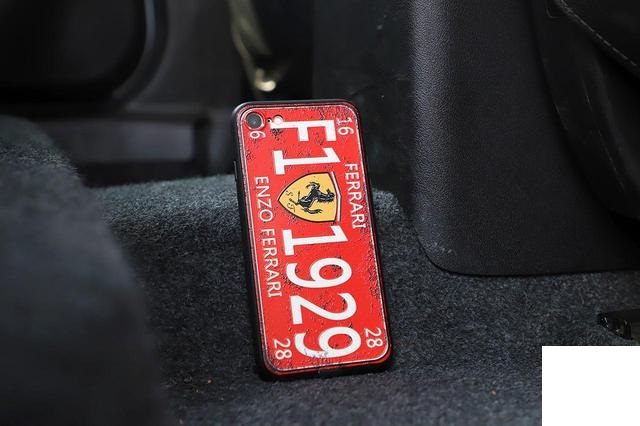 16 FERRARI 28
F1 1929
S F
6 ENZO FERRARI 28